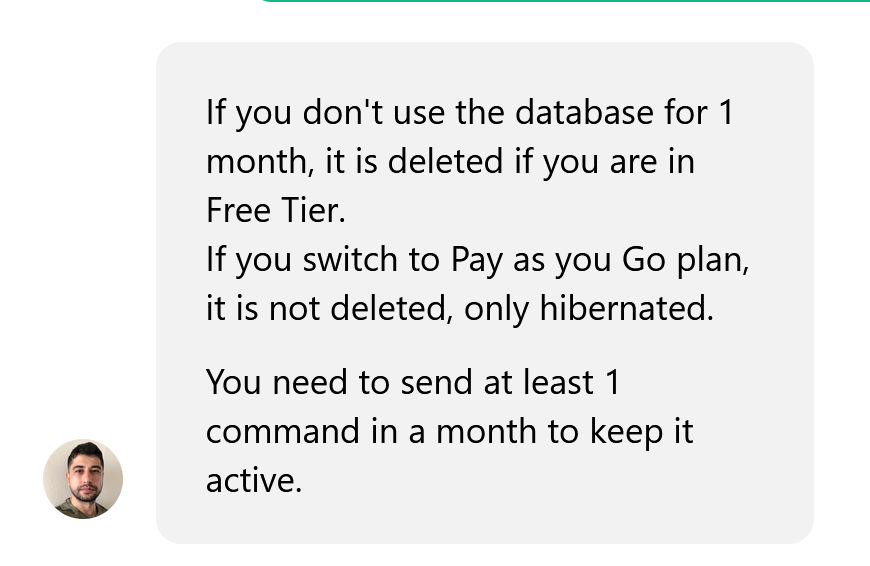 If you don't use the database for 1
month, it is deleted if you are in
Free Tier.
If you switch to Pay as you Go plan,
it is not deleted, only hibernated.
You need to send at least 1
command in a month to keep it
active.